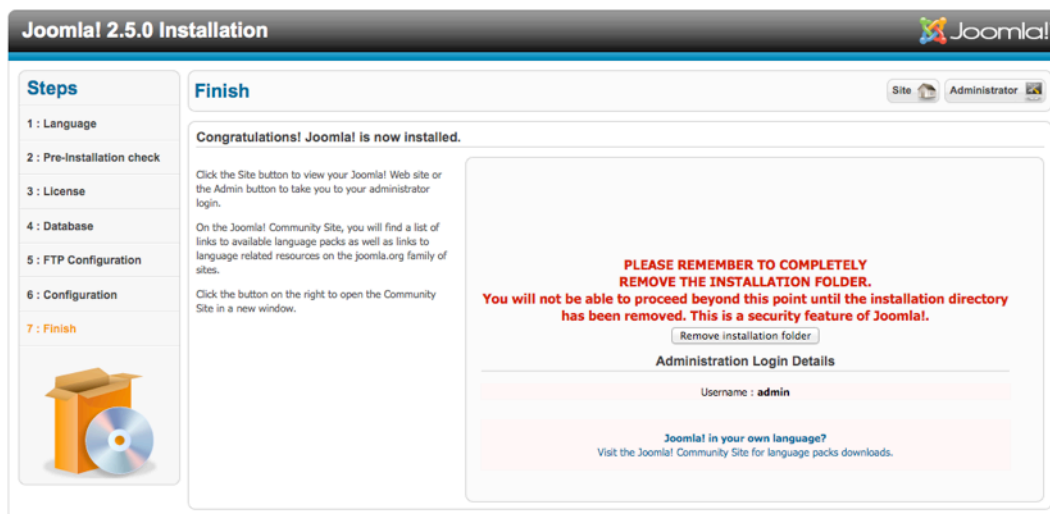 Joomla! 2.5.0 Installation
Joomla!
Steps
1 : Language
2 : Pre-Installation check
3 : License
4 : Database
5 : FTP Configuration
6 : Configuration
7 : Finish
Finish
Site
Administrator
Congratulations! Joomla! is now installed.
Click the Site button to view your Joomla! Web site or
the Admin button to take you to your administrator
login.
On the Joomla! Community Site, you will find a list of
links to available language packs as well as links to
language related resources on the joomla.org family of
sites.
Click the button on the right to open the Community
Site in a new window.
PLEASE REMEMBER TO COMPLETELY
REMOVE THE INSTALLATION FOLDER.
You will not be able to proceed beyond this point until the installation directory
has been removed. This is a security feature of Joomla!.
Remove installation folder
Administration Login Details
Username : admin
Joomla! in your own language?
Visit the Joomla! Community Site for language packs downloads.